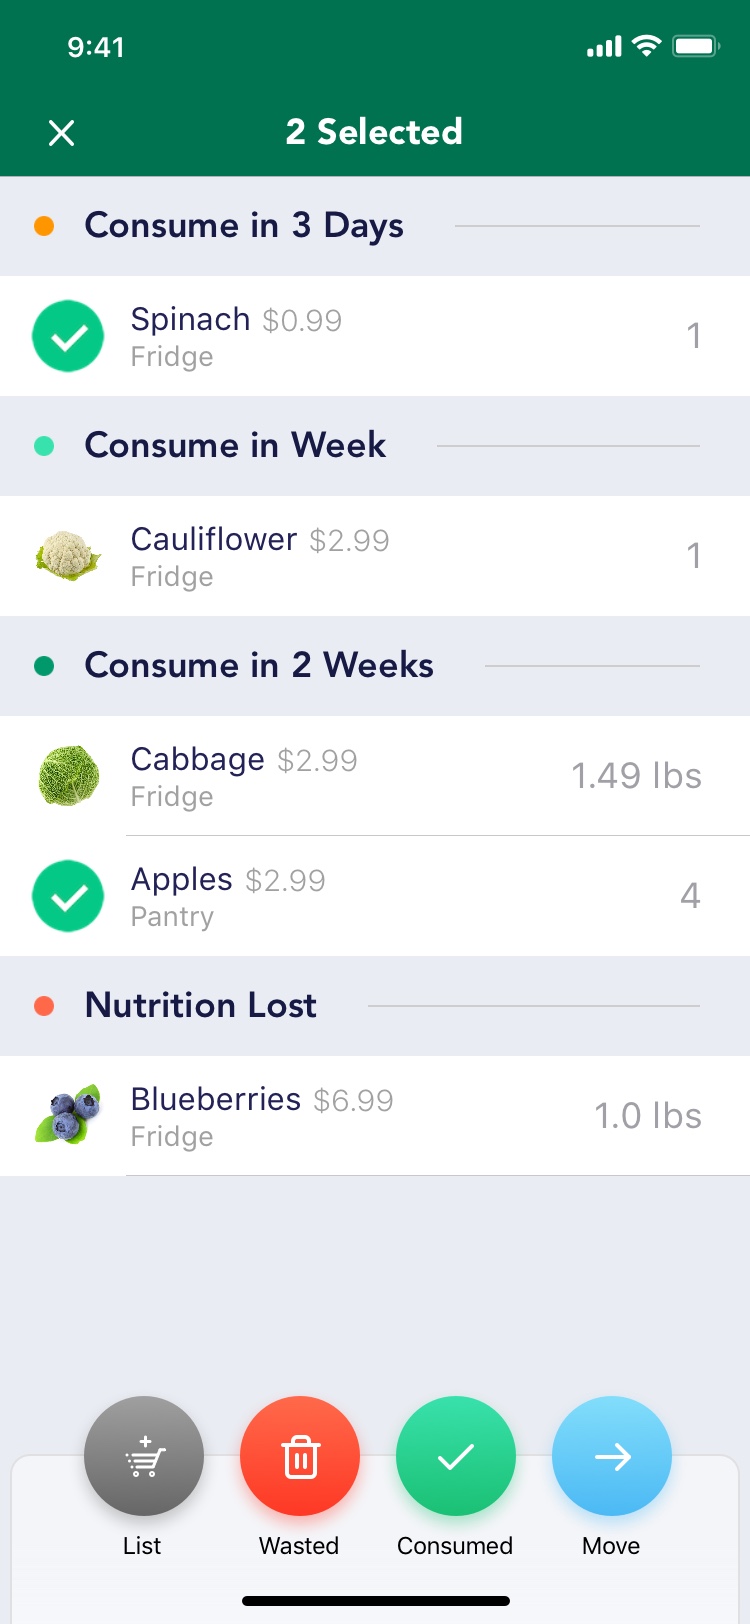 9:41
2 Selected
Consume in 3 Days
Spinach $0.99 1
Fridge
Consume in Week
Cauliflower $2.99 1
Fridge
Consume in 2 Weeks
Cabbage $2.99 1.49 lbs
Fridge
Apples $2.99 4
Pantry
Nutrition Lost
Blueberries $6.99 1.0 lbs
Fridge
List Wasted Consumed Move